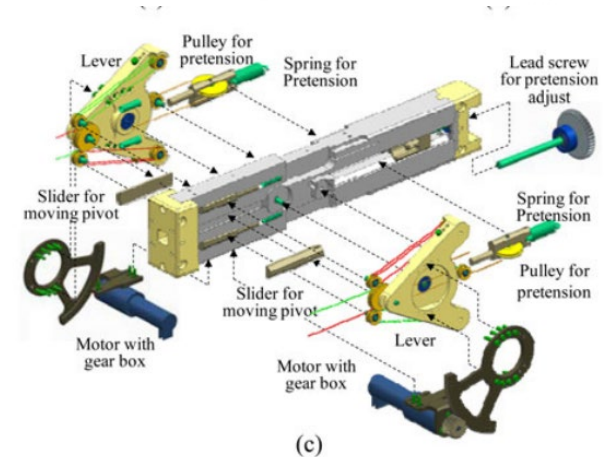 Lever
Pulley for
pretension
Spring for
Pretension
Lead screw
for pretension
adjust
Slider for
moving pivot
Spring for
Pretension
Pulley for
pretension
Slider for
moving pivot
Lever
Motor with
gear box
Motor with
gear box
(c)